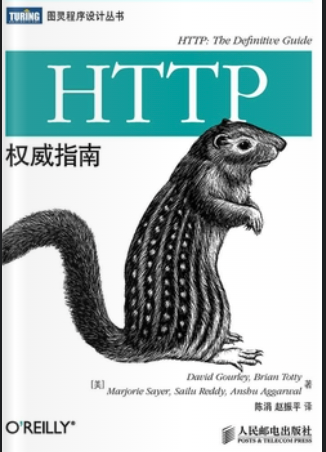 TURING 图灵程序设计丛书
HTTP: The Definitive Guide
HTTP
权威指南
[美] David Gourley, Brian Totty
Marjorie Sayer, Sailu Reddy, Anshu Aggarwal 著
陈涓 赵振平 译
O'REILLY®
人民邮电出版社
POSTS & TELECOM PRESS